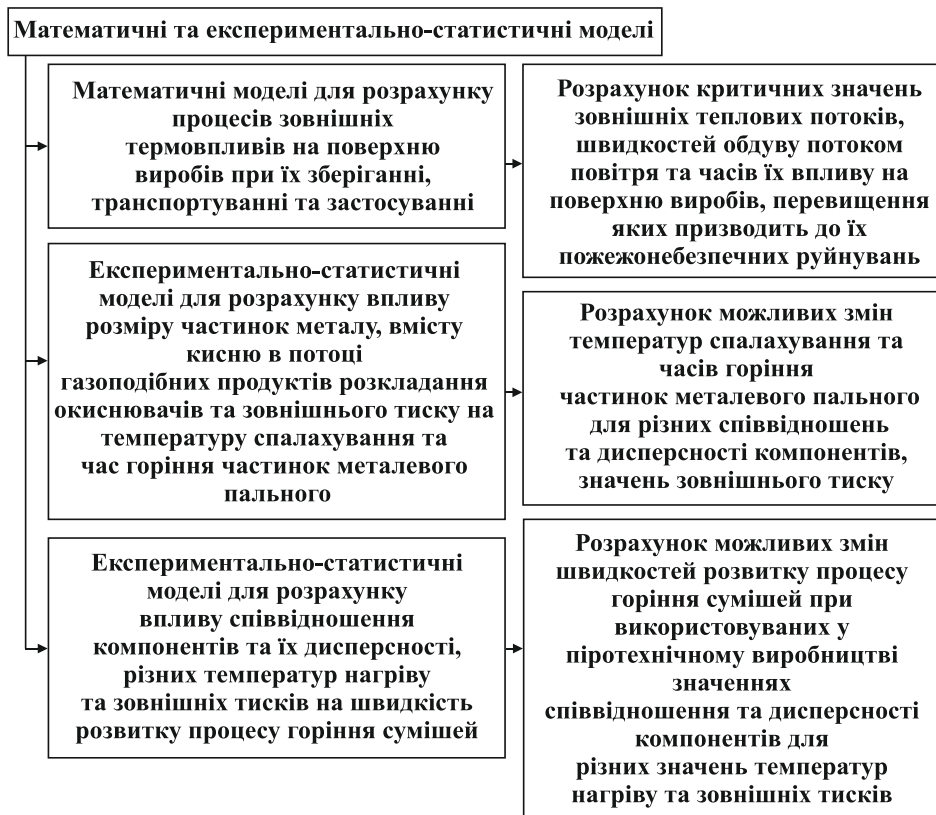 Математичні та експериментально-статистичні моделі
Математичні моделі для розрахунку
процесів зовнішніх
термовпливів на поверхню
виробів при їх зберіганні,
транспортуванні та застосуванні
Розрахунок критичних значень
зовнішніх теплових потоків,
швидкостей обдуву потоком
повітря та часів їх впливу на
поверхню виробів, перевищення
яких призводить до їх
пожежонебезпечних руйнувань
Експериментально-статистичні
моделі для розрахунку впливу
розміру частинок металу, вмісту
кисню в потоці
газоподібних продуктів розкладання
окиснювачів та зовнішнього тиску на
температуру спалахування та
час горіння частинок металевого
пального
Розрахунок можливих змін
температур спалахування та
часів горіння
частинок металевого пального
для різних співвідношень
та дисперсності компонентів,
значень зовнішнього тиску
Експериментально-статистичні
моделі для розрахунку
впливу співвідношення
компонентів та їх дисперсності,
різних температур нагріву
та зовнішніх тисків на швидкість
розвитку процесу горіння сумішей
Розрахунок можливих змін
швидкостей розвитку процесу
горіння сумішей при
використовуваних у
піротехнічному виробництві
значеннях
співвідношення та дисперсності
компонентів для
різних значень температур
нагріву та зовнішніх тисків